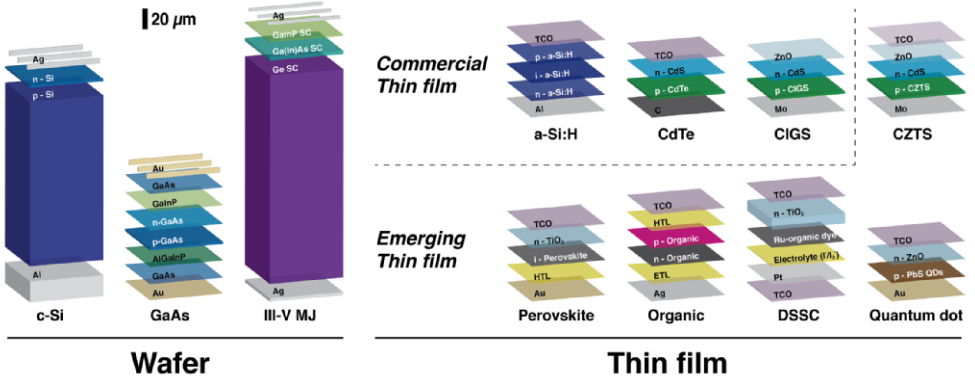 20 µm
Ag
n - Si
p - Si
Al
c-Si
Au
GaAs
GaInP
n-GaAs
p-GaAs
AlGaInP
GaAs
Au
GaAs
Ag
GaInP SC
Ga(In)As SC
Ge SC
Ag
III-V MJ
Wafer
Commercial
Thin film
TCO
p - a-Si:H
i - a-Si:H
n - a-Si:H
Al
a-Si:H
TCO
n - CdS
p - CdTe
C
CdTe
ZnO
n - CdS
p - CIGS
Mo
CIGS
TCO
ZnO
n - CdS
p - CZTS
Mo
CZTS
Emerging
Thin film
TCO
n - TiO₂
i - Perovskite
HTL
Au
Perovskite
TCO
HTL
p - Organic
n - Organic
ETL
Ag
Organic
TCO
n - TiO₂
Ru-organic dye
Electrolyte (I⁻/I₃⁻)
Pt
TCO
DSSC
TCO
n - ZnO
p - PbS QDs
Au
Quantum dot
Thin film